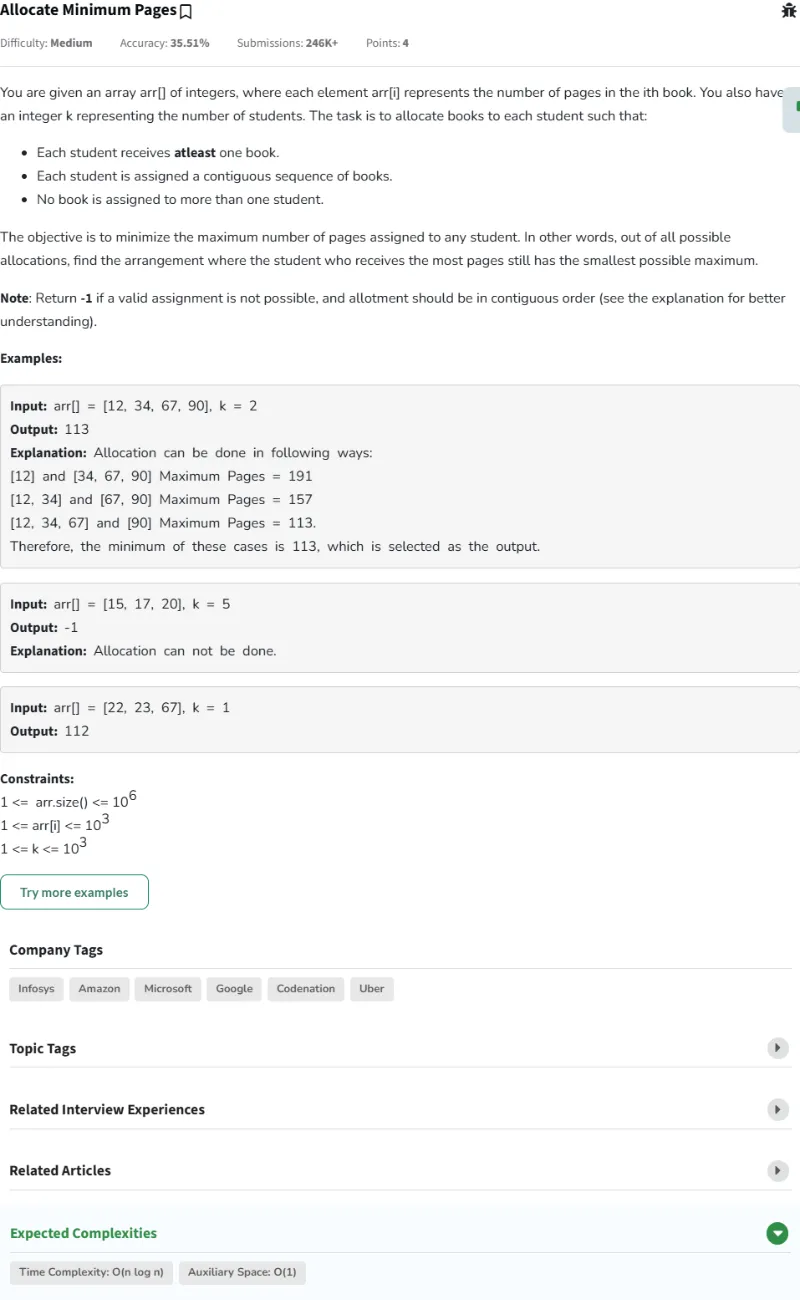 Allocate Minimum Pages
Difficulty: Medium Accuracy: 35.51% Submissions: 246K+ Points: 4
You are given an array arr[] of integers, where each element arr[i] represents the number of pages in the ith book. You also have
an integer k representing the number of students. The task is to allocate books to each student such that:
• Each student receives atleast one book.
• Each student is assigned a contiguous sequence of books.
• No book is assigned to more than one student.
The objective is to minimize the maximum number of pages assigned to any student. In other words, out of all possible
allocations, find the arrangement where the student who receives the most pages still has the smallest possible maximum.
Note: Return -1 if a valid assignment is not possible, and allotment should be in contiguous order (see the explanation for better
understanding).
Examples:
Input: arr[] = [12, 34, 67, 90], k = 2
Output: 113
Explanation: Allocation can be done in following ways:
[12] and [34, 67, 90] Maximum Pages = 191
[12, 34] and [67, 90] Maximum Pages = 157
[12, 34, 67] and [90] Maximum Pages = 113.
Therefore, the minimum of these cases is 113, which is selected as the output.
Input: arr[] = [15, 17, 20], k = 5
Output: -1
Explanation: Allocation can not be done.
Input: arr[] = [22, 23, 67], k = 1
Output: 112
Constraints:
1 <= arr.size() <= 10^6
1 <= arr[i] <= 10^3
1 <= k <= 10^3
Try more examples
Company Tags
Infosys Amazon Microsoft Google Codenation Uber
Topic Tags
Related Interview Experiences
Related Articles
Expected Complexities
Time Complexity: O(n log n) Auxiliary Space: O(1)